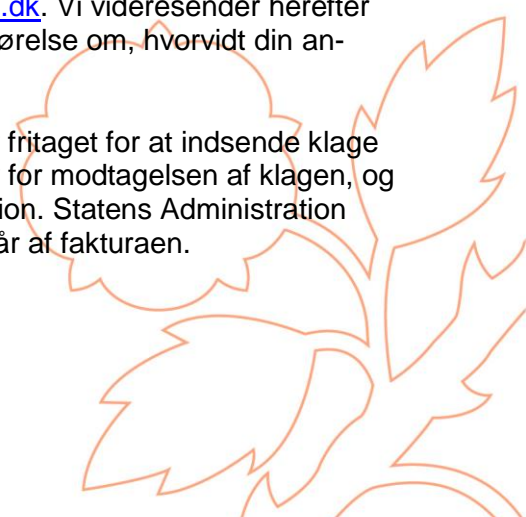 .dk. Vi videresender herefter
ørelse om, hvorvidt din an-
fritaget for at indsende klage
for modtagelsen af klagen, og
ion. Statens Administration
år af fakturaen.